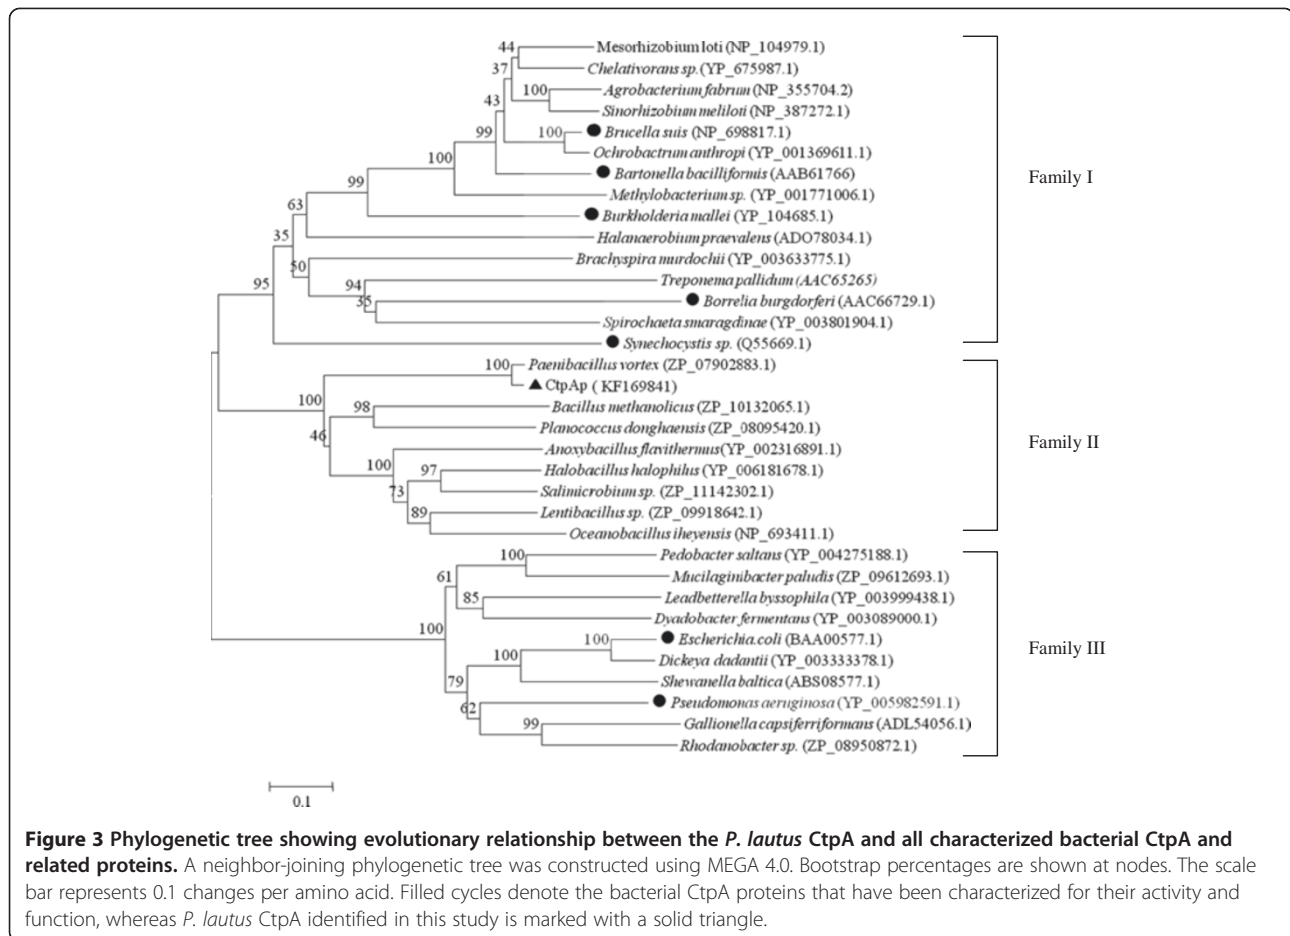 44
Mesorhizobium loti (NP_104979.1)
37
Chelativorans sp. (YP_675987.1)
100
Agrobacterium fabrum (NP_355704.2)
43
Sinorhizobium meliloti (NP_387272.1)
99
100
Brucella suis (NP_698817.1)
Ochrobactrum anthropi (YP_001369611.1)
100
Bartonella bacilliformis (AAB61766)
Family I
99
Methylobacterium sp. (YP_001771006.1)
63
Burkholderia mallei (YP_104685.1)
35
Halanaerobium praevalens (ADO78034.1)
50
Brachyspira murdochii (YP_003633775.1)
95
94
Treponema pallidum (AAC65265)
35
Borrelia burgdorferi (AAC66729.1)
Spirochaeta smaragdinae (YP_003801904.1)
Synechocystis sp. (Q55669.1)
100
Paenibacillus vortex (ZP_07902883.1)
CtpAp (KF169841)
100
98
Bacillus methanolicus (ZP_10132065.1)
46
Planococcus donghaensis (ZP_08095420.1)
Family II
100
Anoxybacillus flavithermus(YP_002316891.1)
97
Halobacillus halophilus (YP_006181678.1)
73
Salimicrobium sp. (ZP_11142302.1)
89
Lentibacillus sp. (ZP_09918642.1)
Oceanobacillus iheyensis (NP_693411.1)
100
Pedobacter saltans (YP_004275188.1)
61
Mucilaginibacter paludis (ZP_09612693.1)
85
Leadbetterella byssophila (YP_003999438.1)
Dyadobacter fermentans (YP_003089000.1)
100
100
Escherichia.coli (BAA00577.1)
Family III
100
Dickeya dadantii (YP_003333378.1)
79
Shewanella baltica (ABS08577.1)
62
Pseudomonas aeruginosa (YP_005982591.1)
99
Gallionella capsiferriformans (ADL54056.1)
Rhodanobacter sp. (ZP_08950872.1)
0.1
Figure 3 Phylogenetic tree showing evolutionary relationship between the P. lautus CtpA and all characterized bacterial CtpA and
related proteins. A neighbor-joining phylogenetic tree was constructed using MEGA 4.0. Bootstrap percentages are shown at nodes. The scale
bar represents 0.1 changes per amino acid. Filled cycles denote the bacterial CtpA proteins that have been characterized for their activity and
function, whereas P. lautus CtpA identified in this study is marked with a solid triangle.